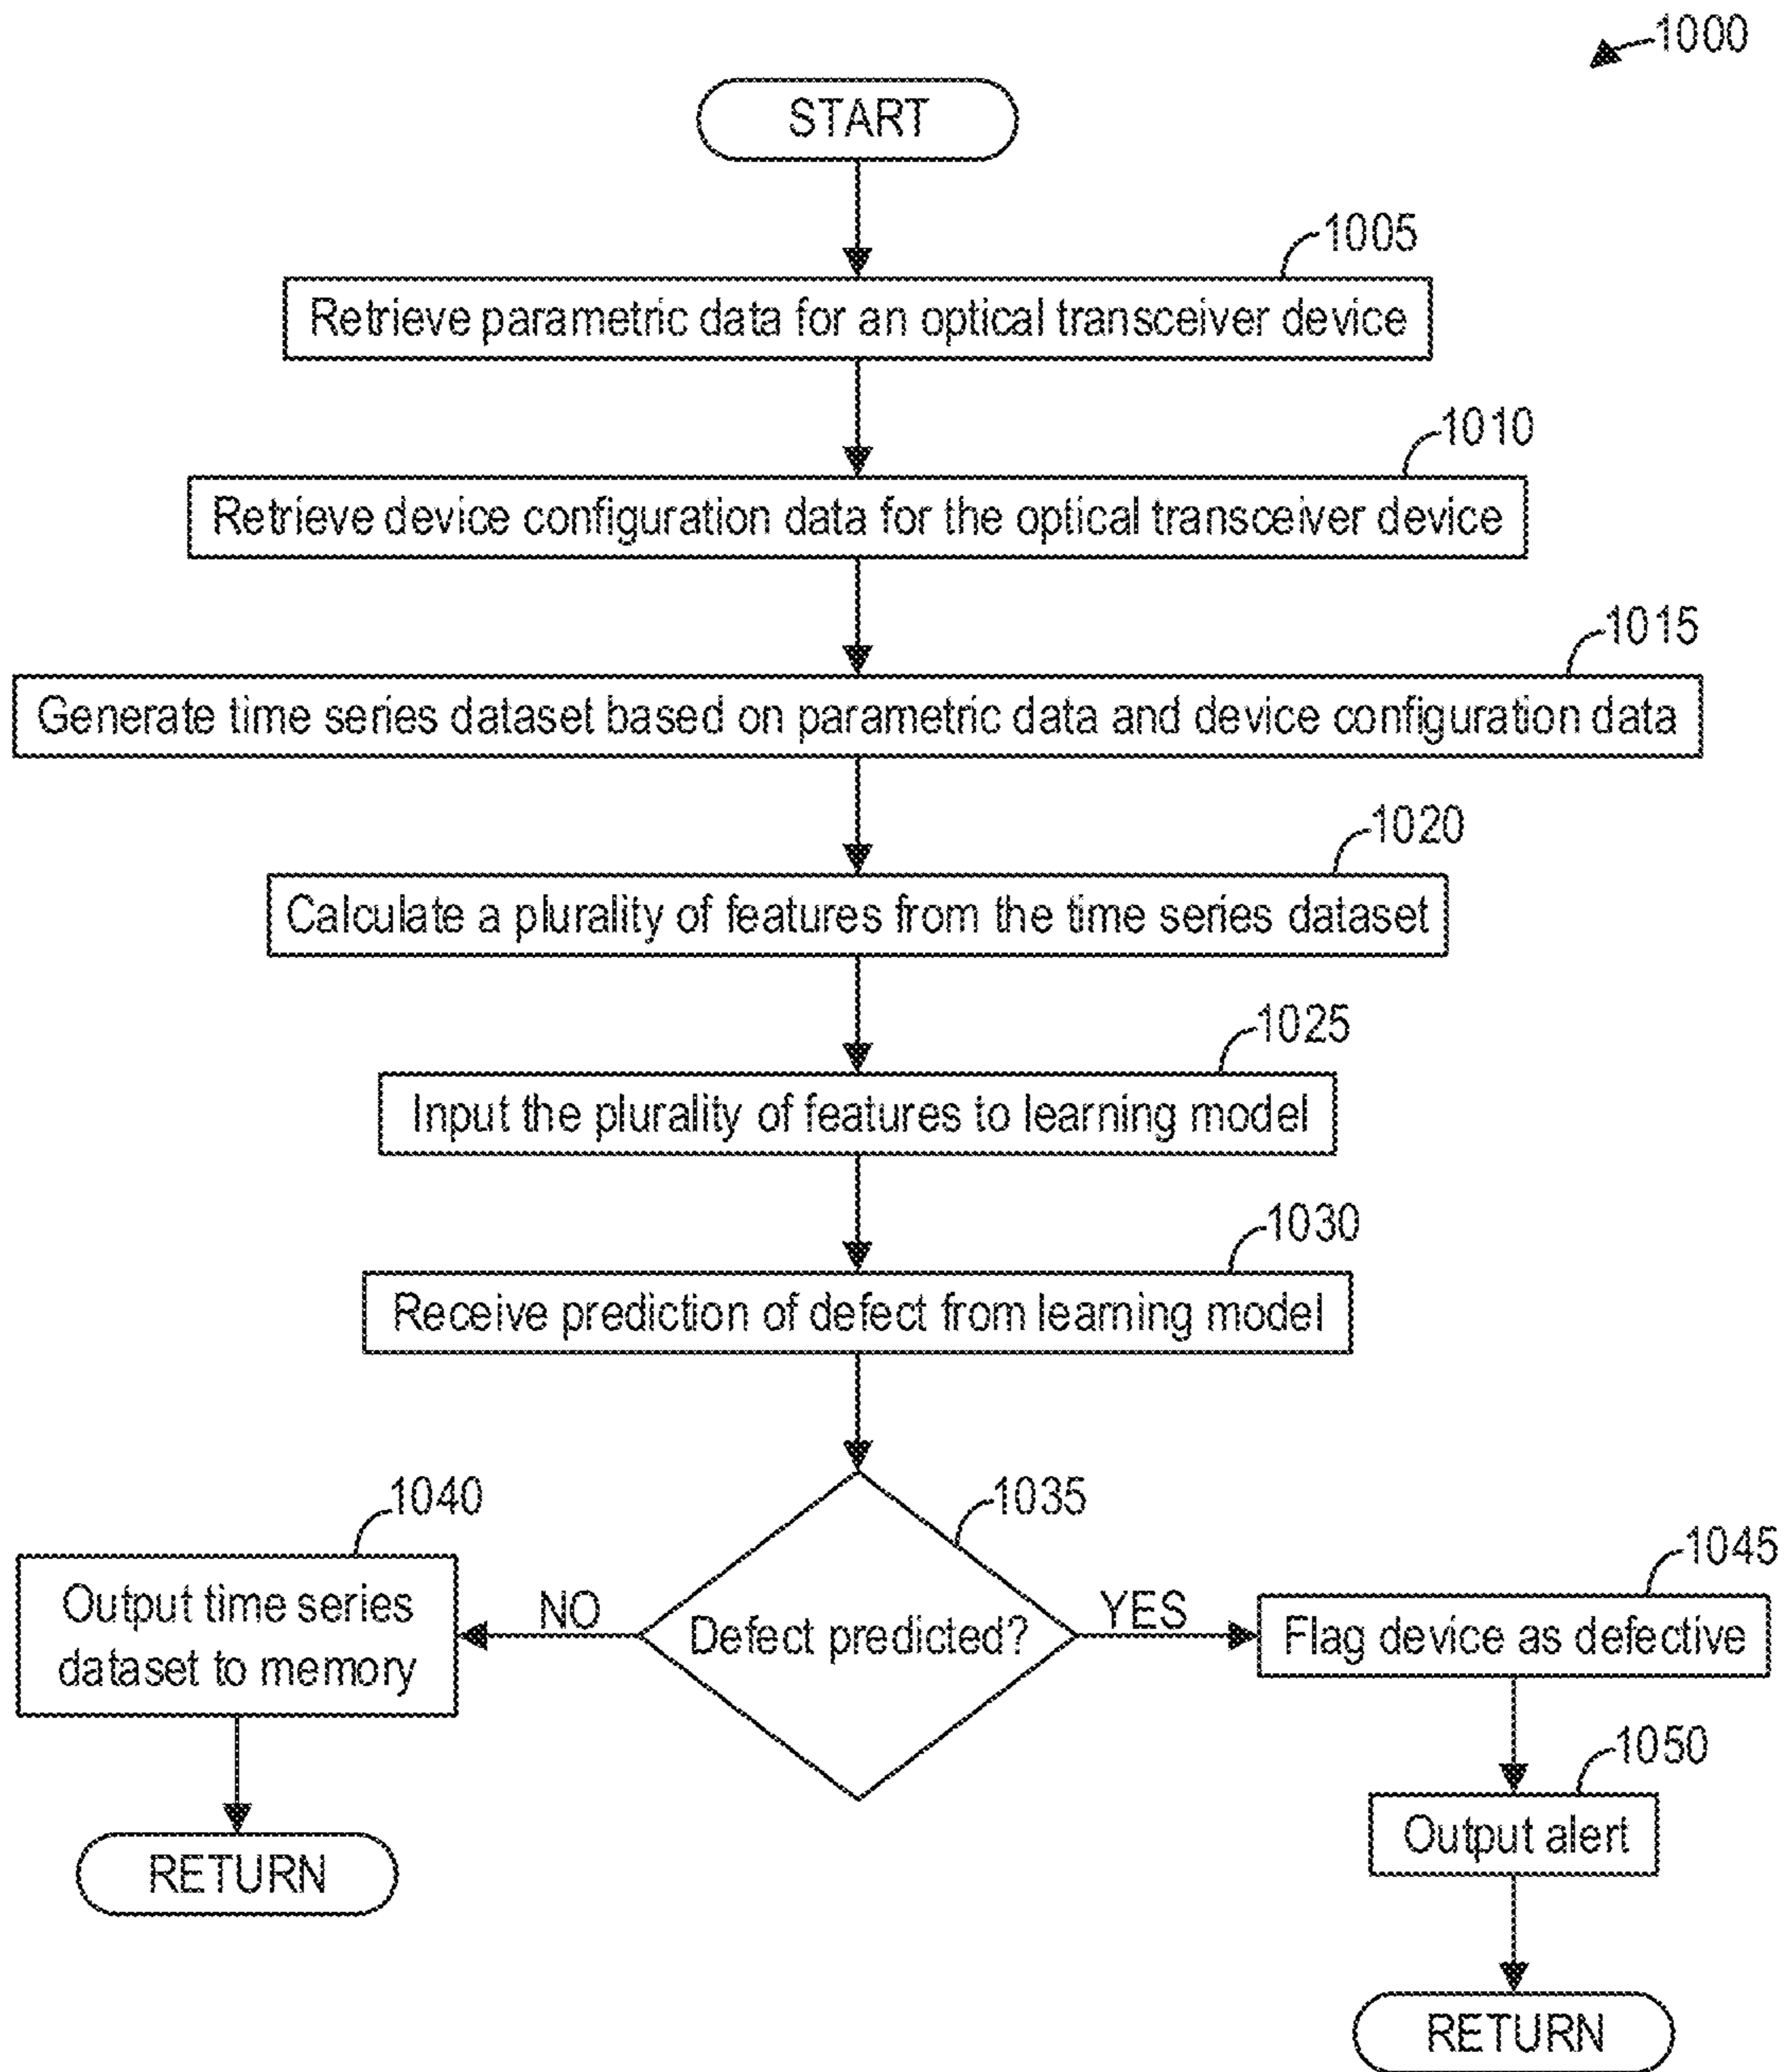 1000
START
1005
Retrieve parametric data for an optical transceiver device
1010
Retrieve device configuration data for the optical transceiver device
1015
Generate time series dataset based on parametric data and device configuration data
1020
Calculate a plurality of features from the time series dataset
1025
Input the plurality of features to learning model
1030
Receive prediction of defect from learning model
1035
Defect predicted?
NO
YES
1040
Output time series
dataset to memory
RETURN
1045
Flag device as defective
1050
Output alert
RETURN